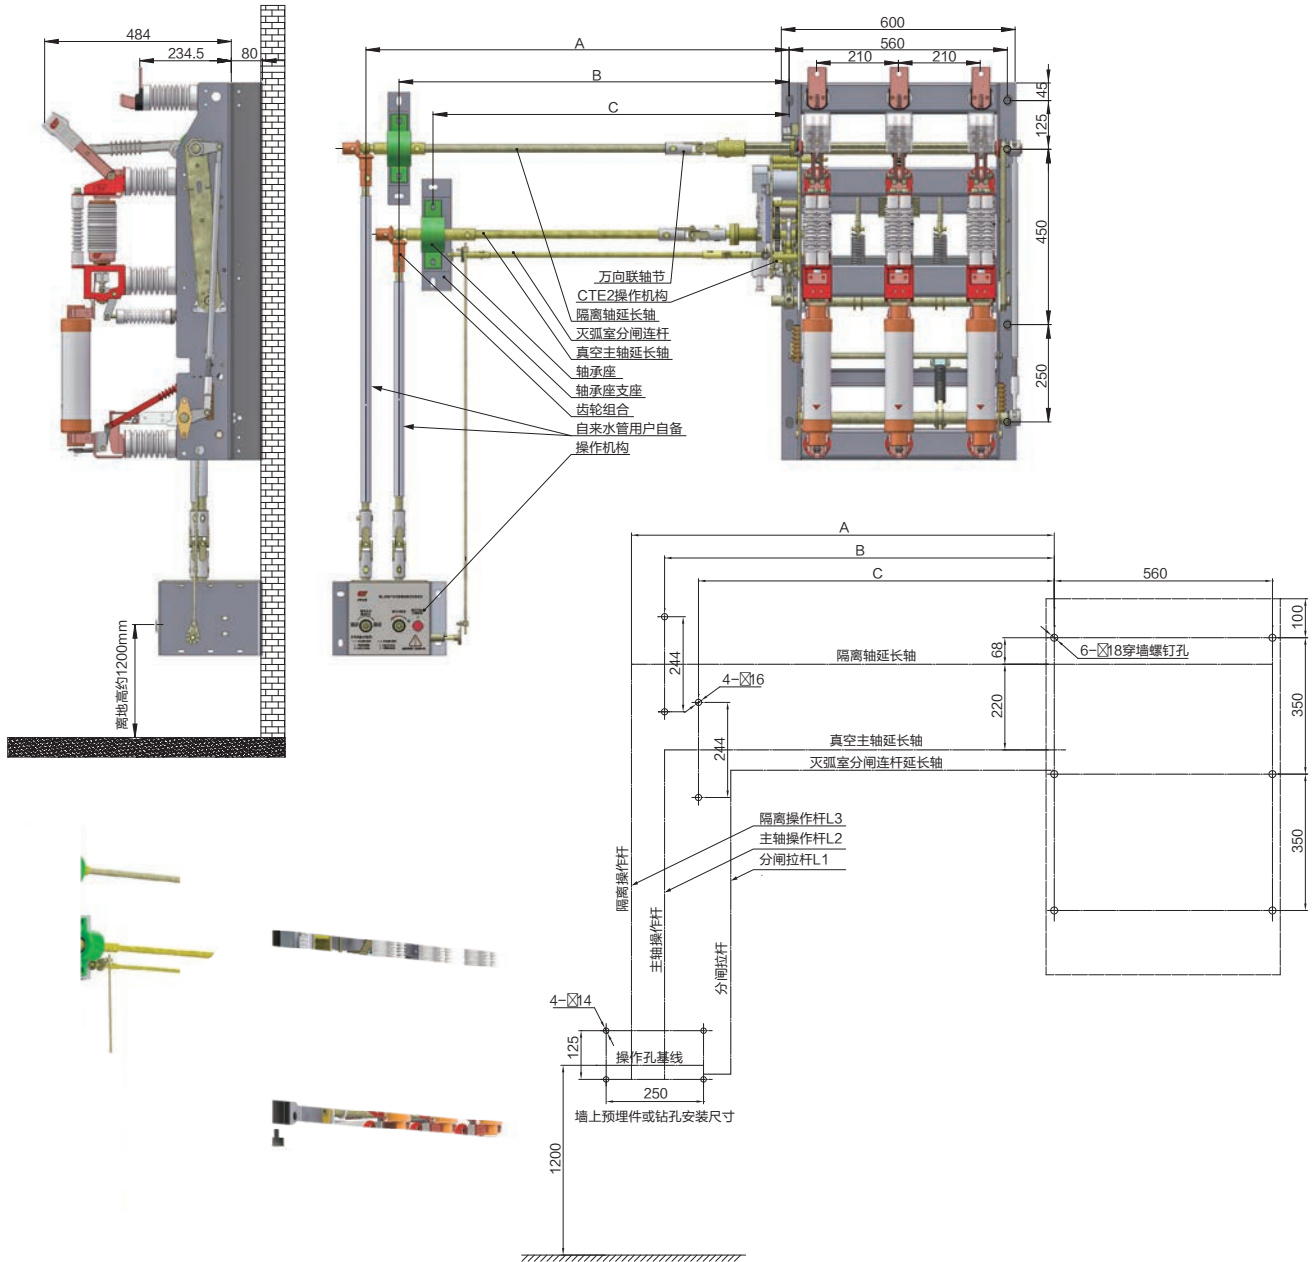 484
234.5
80
离地高约1200mm
600
A
560
B
210
210
C
45
125
450
250
万向联轴节
CTE2操作机构
隔离轴延长轴
灭弧室分闸连杆
真空主轴延长轴
轴承座
轴承座支座
齿轮组合
自来水管用户自备
操作机构
A
B
C
560
100
68
6-18穿墙螺钉孔
隔离轴延长轴
244
4-16
220
350
真空主轴延长轴
灭弧室分闸连杆延长轴
244
隔离操作杆L3
主轴操作杆L2
分闸拉杆L1
350
隔离操作杆
主轴操作杆
分闸拉杆
4-14
125
操作孔基线
250
墙上预埋件或钻孔安装尺寸
1200